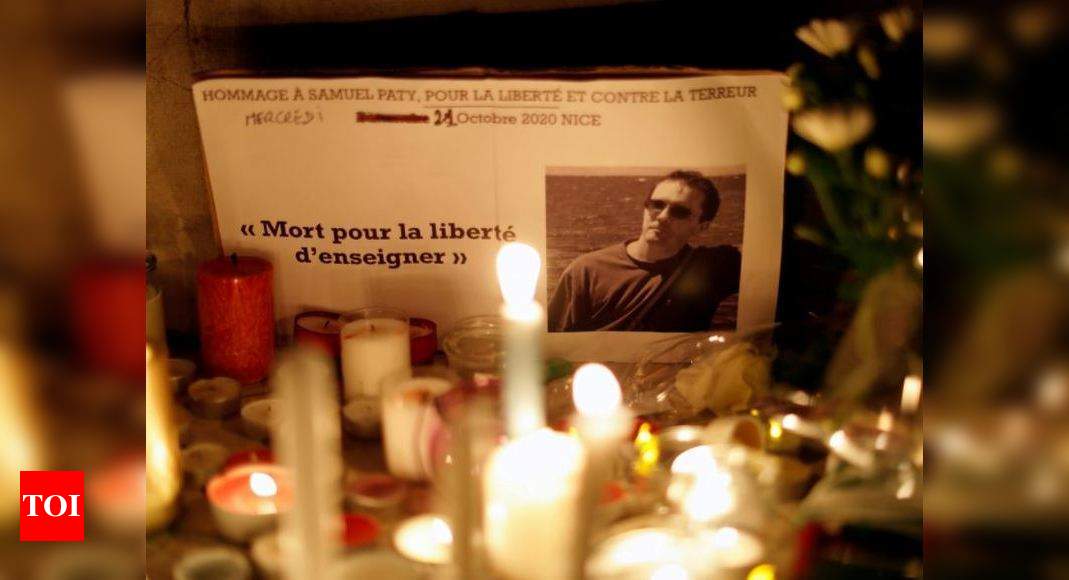 HOMMAGE À SAMUEL PATY, POUR LA LIBERTÉ ET CONTRE LA TERREUR
MERCREDI 21 Octobre 2020 NICE
« Mort pour la liberté
d'enseigner »
TOI